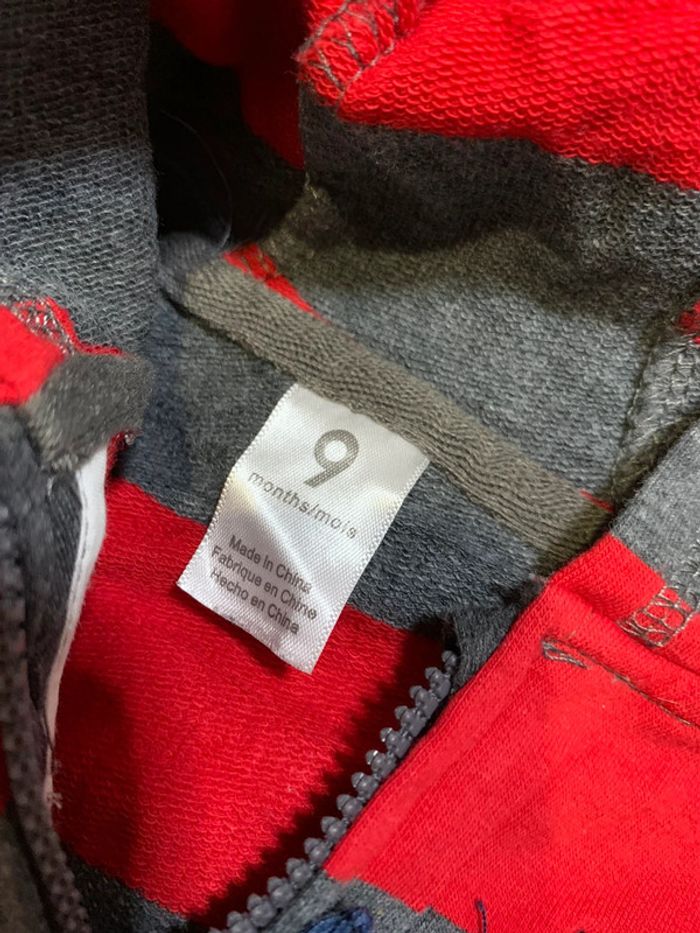 9
months/mois
Made in China
Fabriqué en Chine
Hecho en China